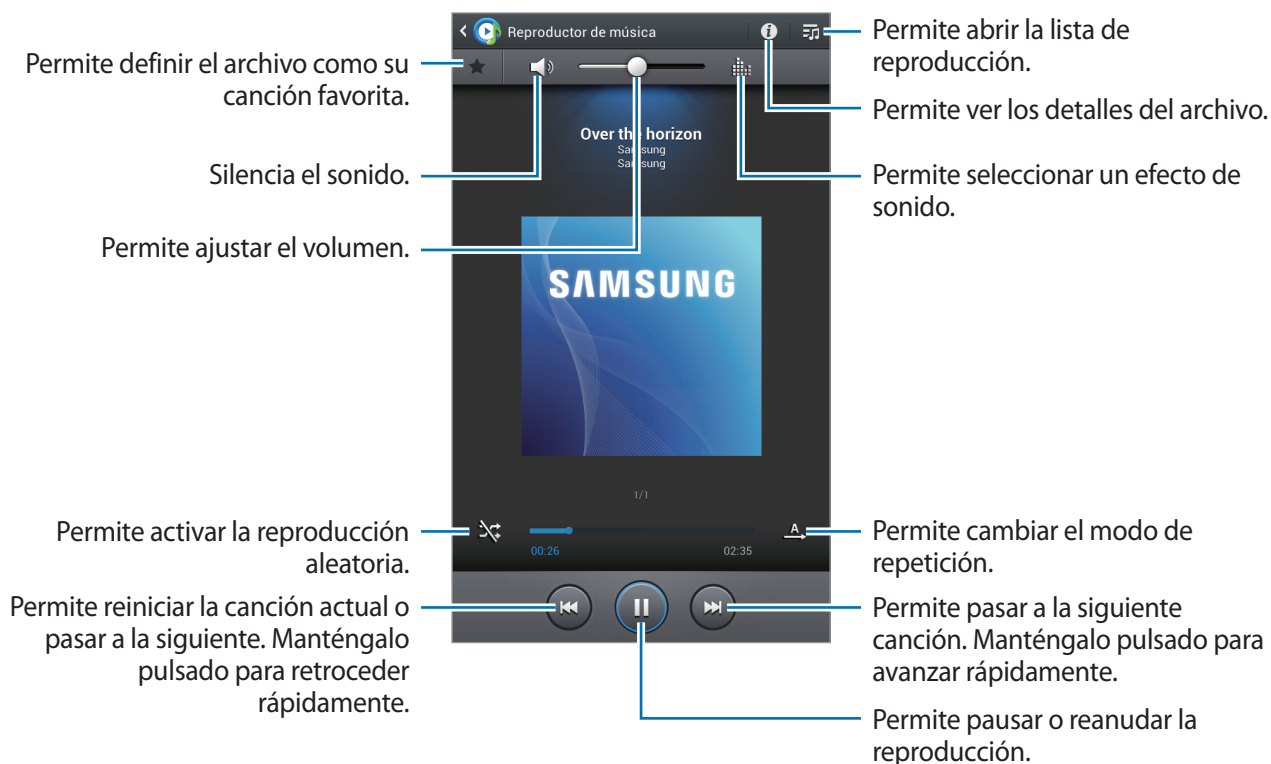 Reproductor de música
Permite abrir la lista de
reproducción.
Permite definir el archivo como su
canción favorita.
Permite ver los detalles del archivo.
Over the horizon
Samsung
Samsung
Silencia el sonido.
Permite seleccionar un efecto de
sonido.
Permite ajustar el volumen.
SAMSUNG
1/1
Permite activar la reproducción
aleatoria.
A
00:26
02:35
Permite cambiar el modo de
repetición.
Permite reiniciar la canción actual o
pasar a la siguiente. Manténgalo
pulsado para retroceder
rápidamente.
Permite pasar a la siguiente
canción. Manténgalo pulsado para
avanzar rápidamente.
Permite pausar o reanudar la
reproducción.